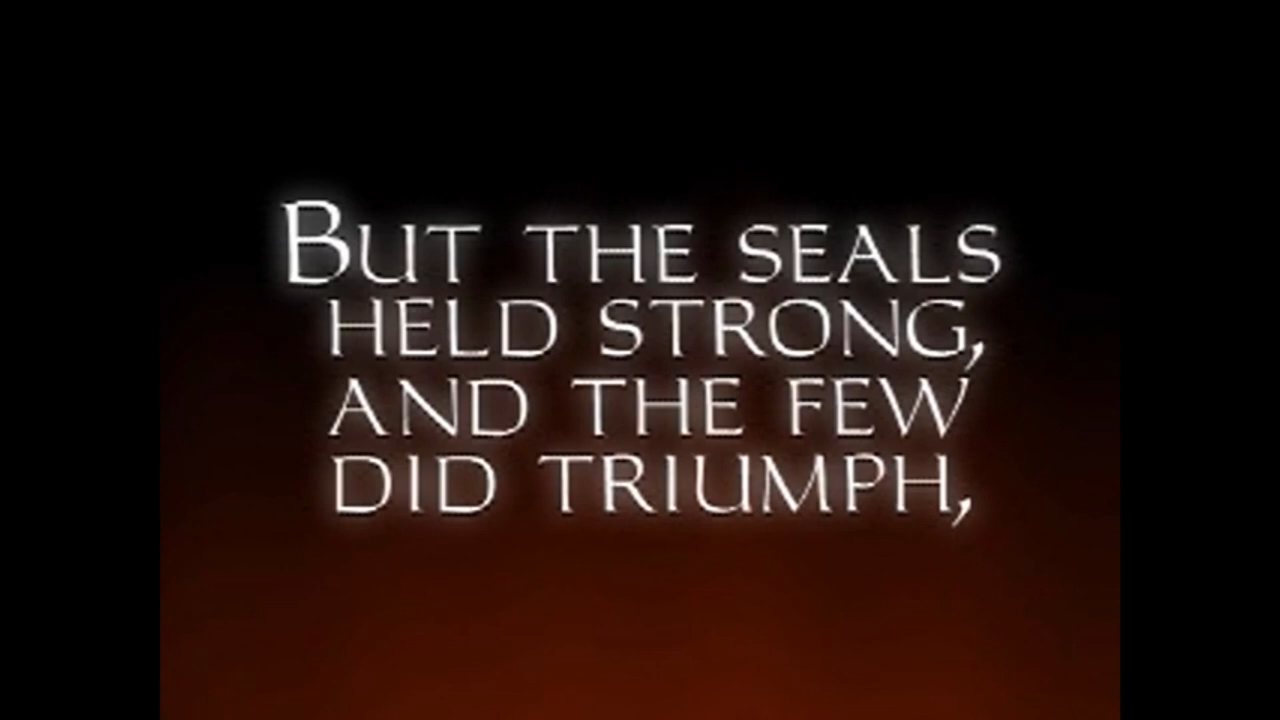 But the seals
held strong,
and the few
did triumph,